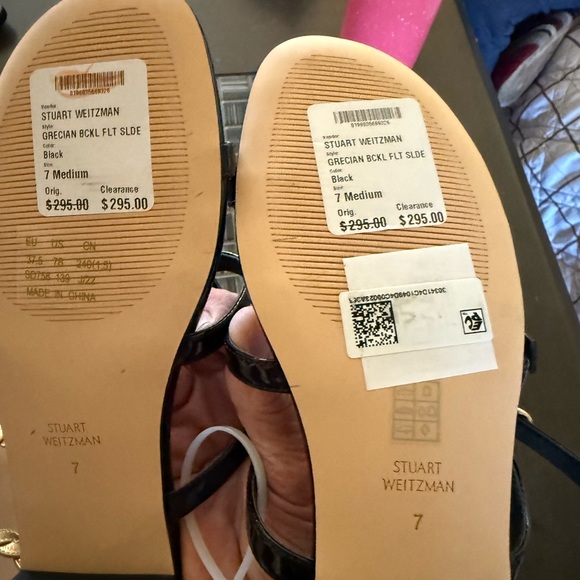 Vendor:
STUART WEITZMAN
Style:
GRECIAN BCKL FLT SLDE
Color:
Black
Size:
7 Medium
Orig. Clearance
$295.00 $295.00
EU US CN
37.5 7B 240(1.5)
MADE IN CHINA
STUART
WEITZMAN
7
Vendor:
STUART WEITZMAN
Style:
GRECIAN BCKL FLT SLDE
Color:
Black
Size:
7 Medium
Orig. Clearance
$295.00 $295.00
STUART
WEITZMAN
7